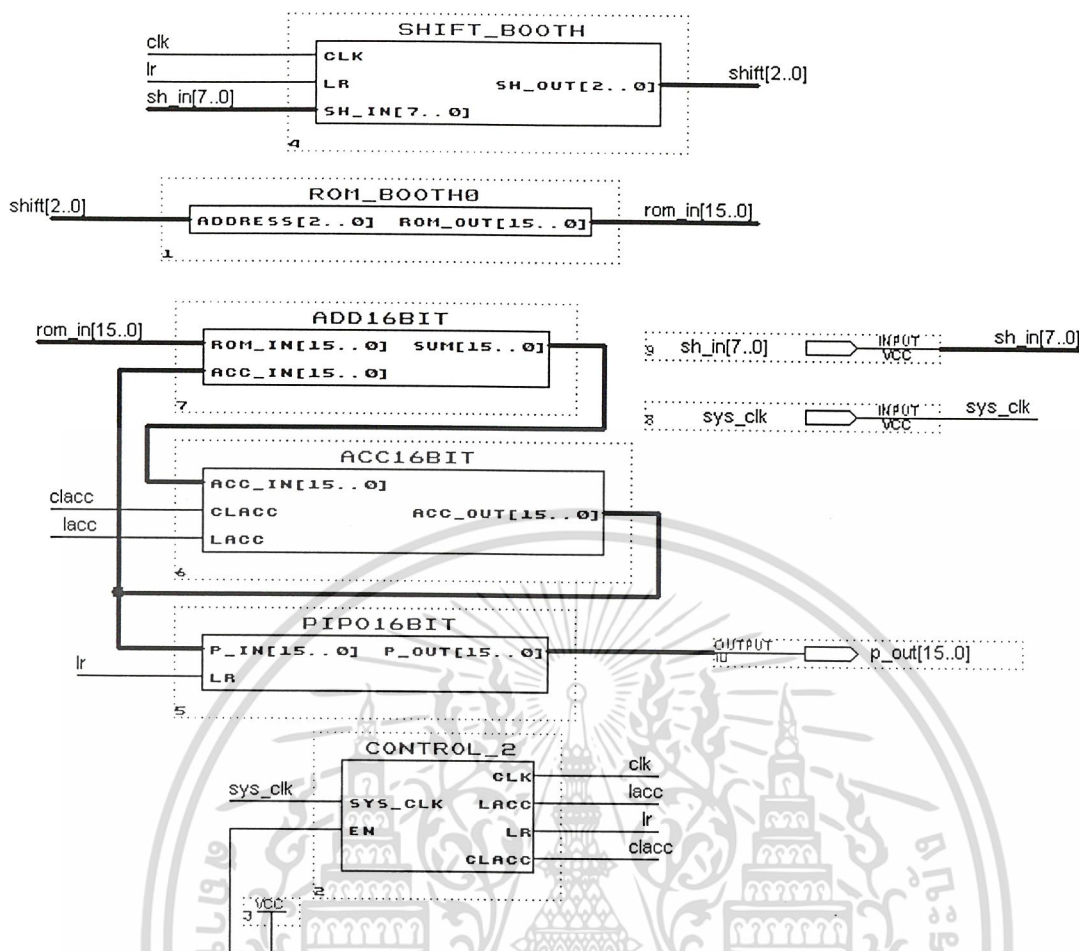 SHIFT_BOOTH
clk
CLK
lr
LR
SH_OUT[2..0]
shift[2..0]
sh_in[7..0]
SH_IN[7..0]
4
ROM_BOOTH0
shift[2..0]
ADDRESS[2..0] ROM_OUT[15..0]
rom_in[15..0]
1
ADD16BIT
rom_in[15..0]
ROM_IN[15..0] SUM[15..0]
ACC_IN[15..0]
7
9
sh_in[7..0]
INPUT
VCC
sh_in[7..0]
8
sys_clk
INPUT
VCC
sys_clk
ACC16BIT
ACC_IN[15..0]
clacc
CLACC
ACC_OUT[15..0]
lacc
LACC
6
PIPO16BIT
P_IN[15..0] P_OUT[15..0]
lr
LR
5
OUTPUT
10
p_out[15..0]
CONTROL_2
CLK
clk
sys_clk
SYS_CLK
LACC
lacc
EN
LR
lr
CLACC
clacc
2
VCC
3